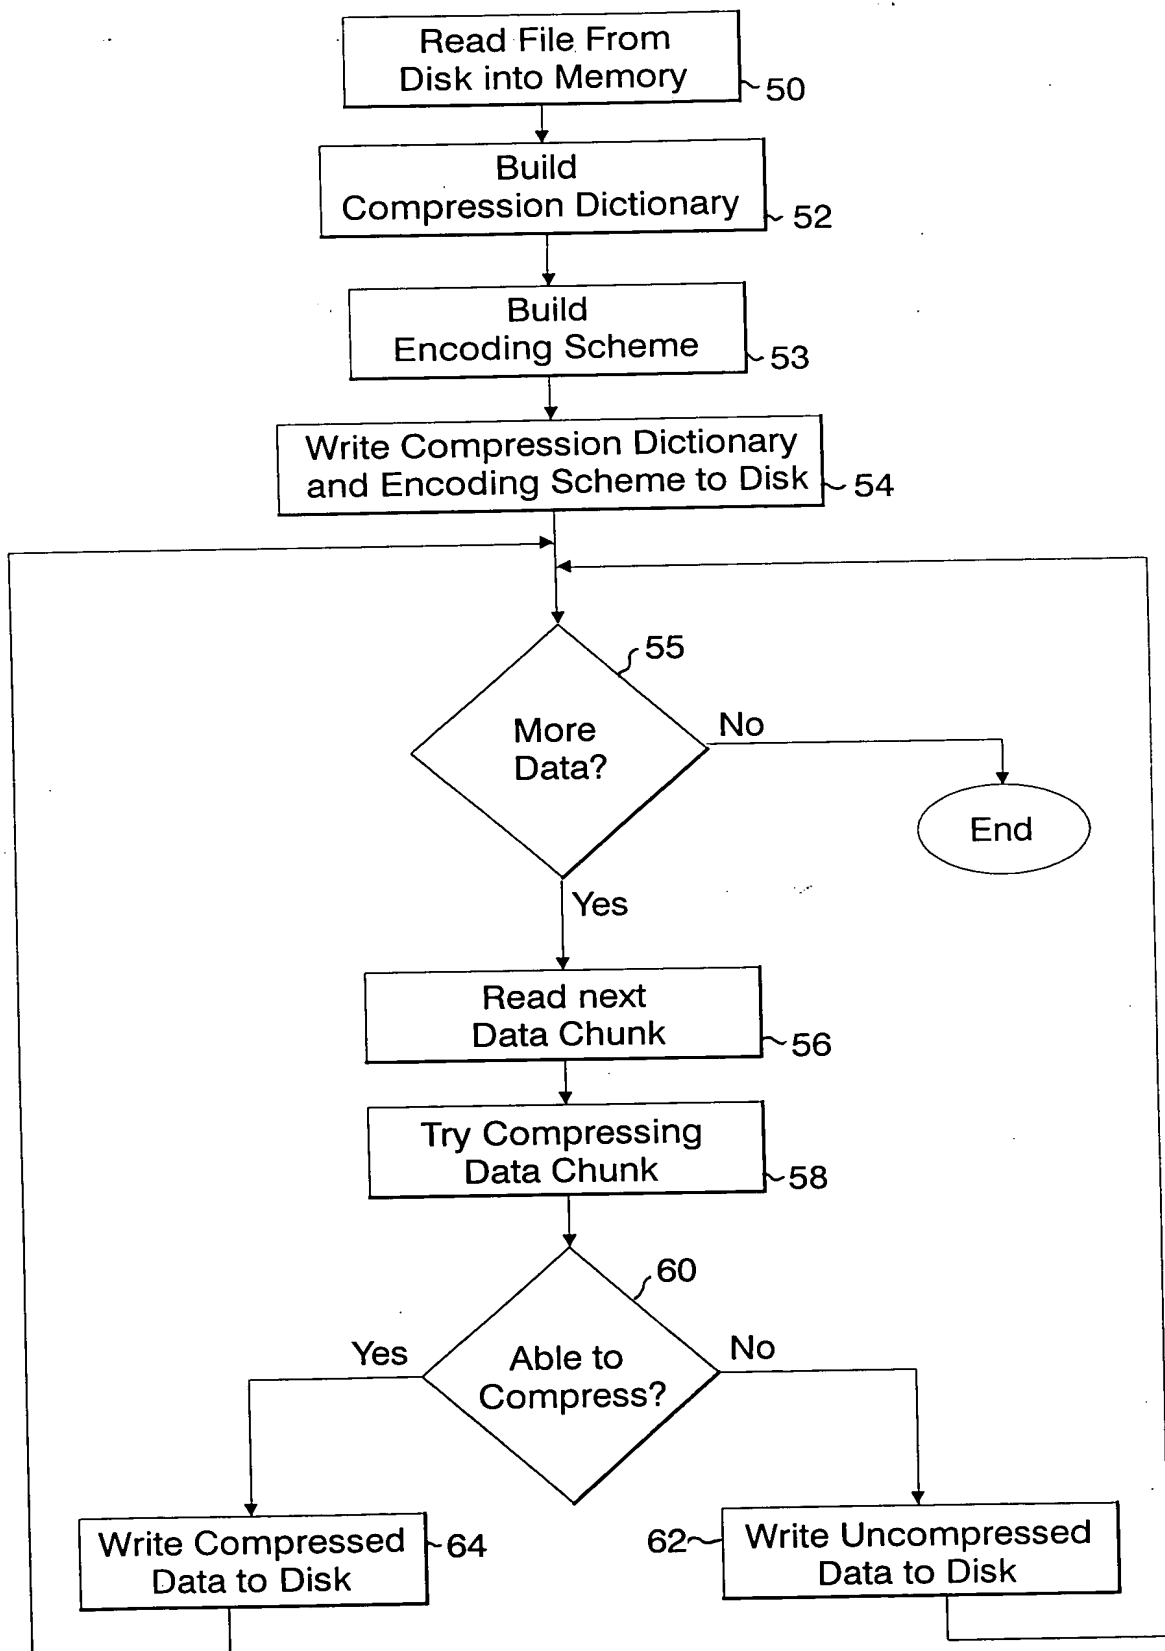 Read File From
Disk into Memory
50
Build
Compression Dictionary
52
Build
Encoding Scheme
53
Write Compression Dictionary
and Encoding Scheme to Disk
54
55
More
Data?
No
End
Yes
Read next
Data Chunk
56
Try Compressing
Data Chunk
58
60
Yes
Able to
Compress?
No
Write Compressed
Data to Disk
64
62
Write Uncompressed
Data to Disk